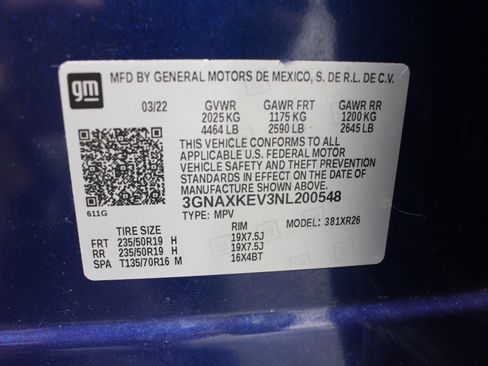 gm
MFD BY GENERAL MOTORS DE MEXICO, S. DE R.L. DE C.V.
03/22 GVWR GAWR FRT GAWR RR
2025 KG 1175 KG 1200 KG
4464 LB 2590 LB 2645 LB
THIS VEHICLE CONFORMS TO ALL
APPLICABLE U.S. FEDERAL MOTOR
VEHICLE SAFETY AND THEFT PREVENTION
STANDARDS IN EFFECT ON THE DATE OF
MANUFACTURE SHOWN ABOVE.
3GNAXKEV3NL200548
611G
TYPE: MPV MODEL: 381XR26
TIRE SIZE RIM
FRT 235/50R19 H 19X7.5J
RR 235/50R19 H 19X7.5J
SPA T135/70R16 M 16X4BT